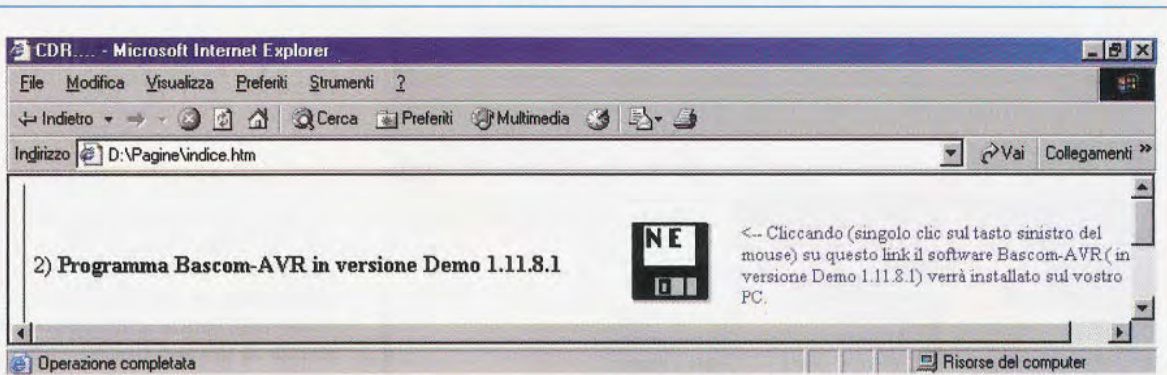 CDR.... - Microsoft Internet Explorer
File Modifica Visualizza Preferiti Strumenti ?
Indietro Cerca Preferiti Multimedia
Indirizzo D:\Pagine\indice.htm Vai Collegamenti »
2) Programma Bascom-AVR in versione Demo 1.11.8.1
NE
<-- Cliccando (singolo clic sul tasto sinistro del
mouse) su questo link il software Bascom-AVR ( in
versione Demo 1.11.8.1) verrà installato sul vostro
PC.
Operazione completata Risorse del computer